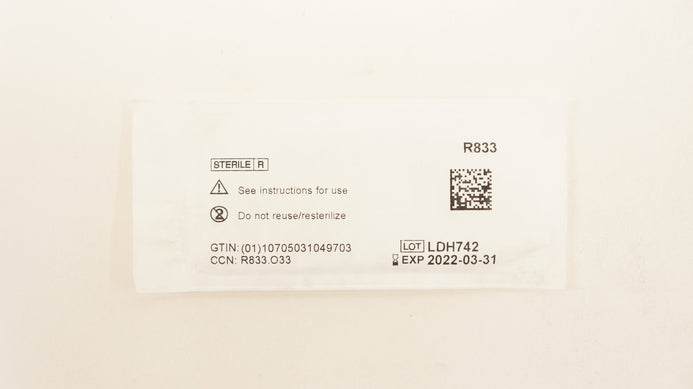 R833
STERILE R
See instructions for use
Do not reuse/resterilize
GTIN: (01)10705031049703
CCN: R833.O33
LOT LDH742
EXP 2022-03-31